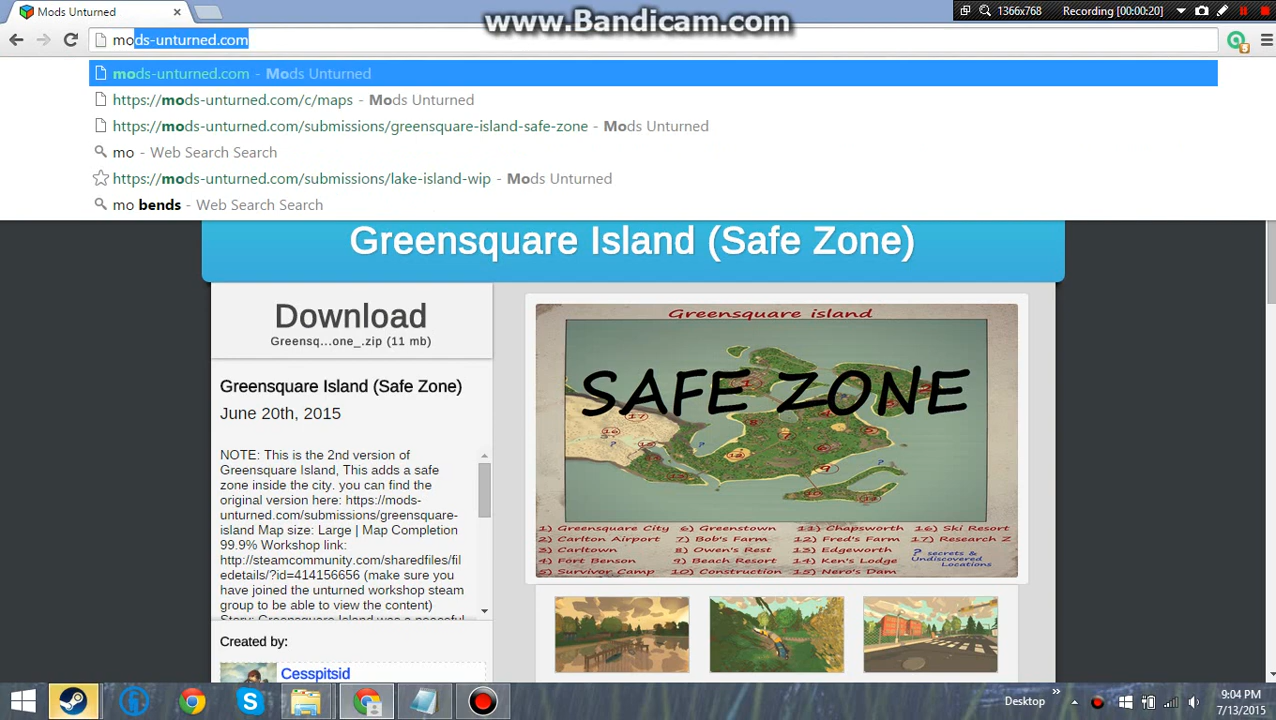 Mods Unturned
www.Bandicam.com
1366x768
Recording [00:00:20]
mods-unturned.com
mods-unturned.com - Mods Unturned
https://mods-unturned.com/c/maps - Mods Unturned
https://mods-unturned.com/submissions/greensquare-island-safe-zone - Mods Unturned
mo - Web Search Search
https://mods-unturned.com/submissions/lake-island-wip - Mods Unturned
mo bends - Web Search Search
Greensquare Island (Safe Zone)
Download
Greensq...one_.zip (11 mb)
Greensquare Island (Safe Zone)
June 20th, 2015
NOTE: This is the 2nd version of
Greensquare Island, This adds a safe
zone inside the city. you can find the
original version here: https://mods-
unturned.com/submissions/greensquare-
island Map size: Large | Map Completion
99.9% Workshop link:
http://steamcommunity.com/sharedfiles/fil
edetails/?id=414156656 (make sure you
have joined the unturned workshop steam
group to be able to view the content)
Story: Greensquare Island was a peaceful
Created by:
Cesspitsid
Greensquare island
SAFE ZONE
1) Greensquare City 6) Greenstown 11) Chapsworth 16) Ski Resort
2) Carlton Airport 7) Bob's Farm 12) Fred's Farm 17) Research Z
3) Carltown 8) Owen's Rest 13) Edgeworth ? secrets &
Undiscovered
4) Fort Benson 9) Beach Resort 14) Ken's Lodge Locations
5) Survivor Camp 10) Construction 15) Nero's Dam
Desktop
9:04 PM
7/13/2015